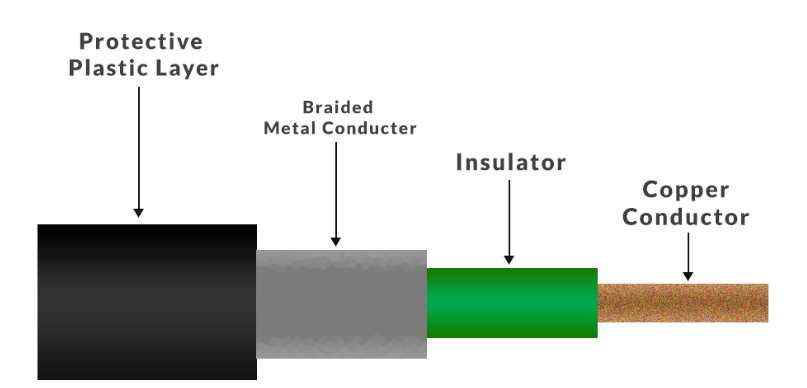 Protective
Plastic Layer
Braided
Metal Conducter
Insulator
Copper
Conductor